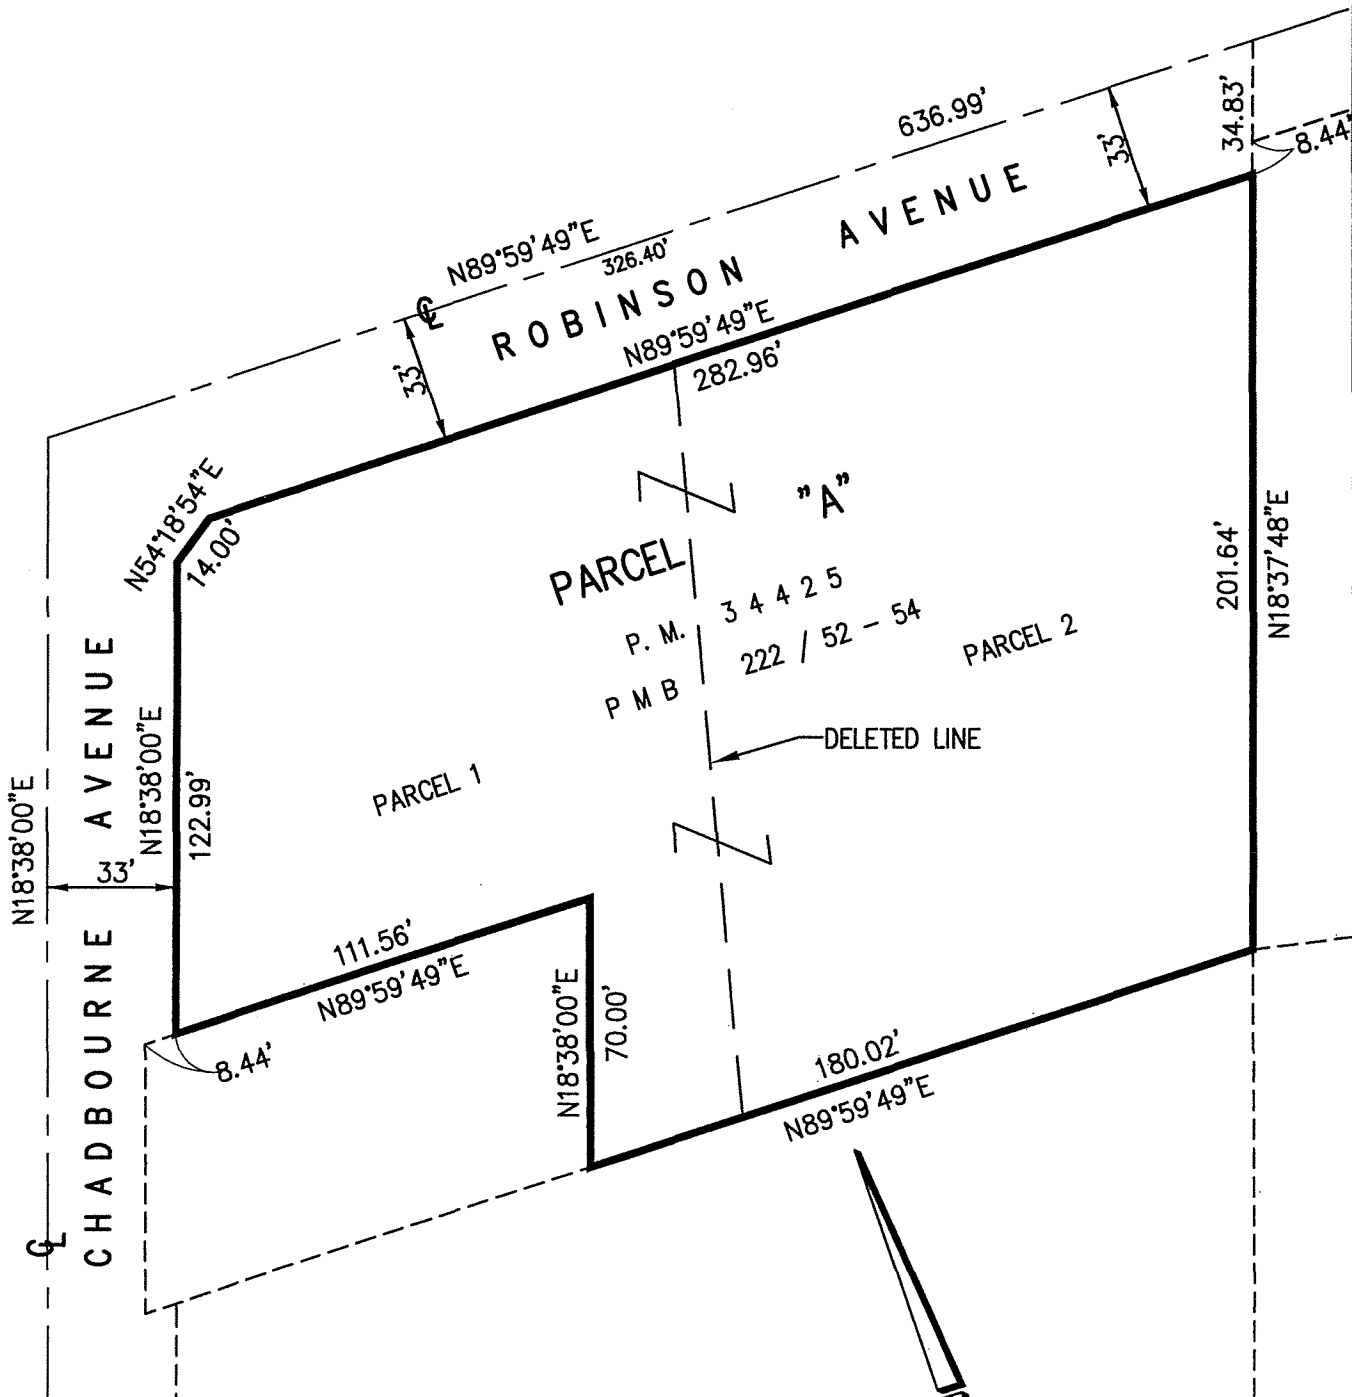 636.99'
34.83'
8.44'
33'
N89°59'49"E
326.40'
℄
ROBINSON AVENUE
33'
N89°59'49"E
282.96'
N54°18'54"E
14.00'
"A"
PARCEL
P. M. 34425
PMB 222 / 52 - 54
PARCEL 2
201.64'
N18°37'48"E
DELETED LINE
PARCEL 1
CHADBOURNE AVENUE
N18°38'00"E
122.99'
N18°38'00"E
33'
111.56'
N89°59'49"E
8.44'
N18°38'00"E
70.00'
180.02'
N89°59'49"E
℄